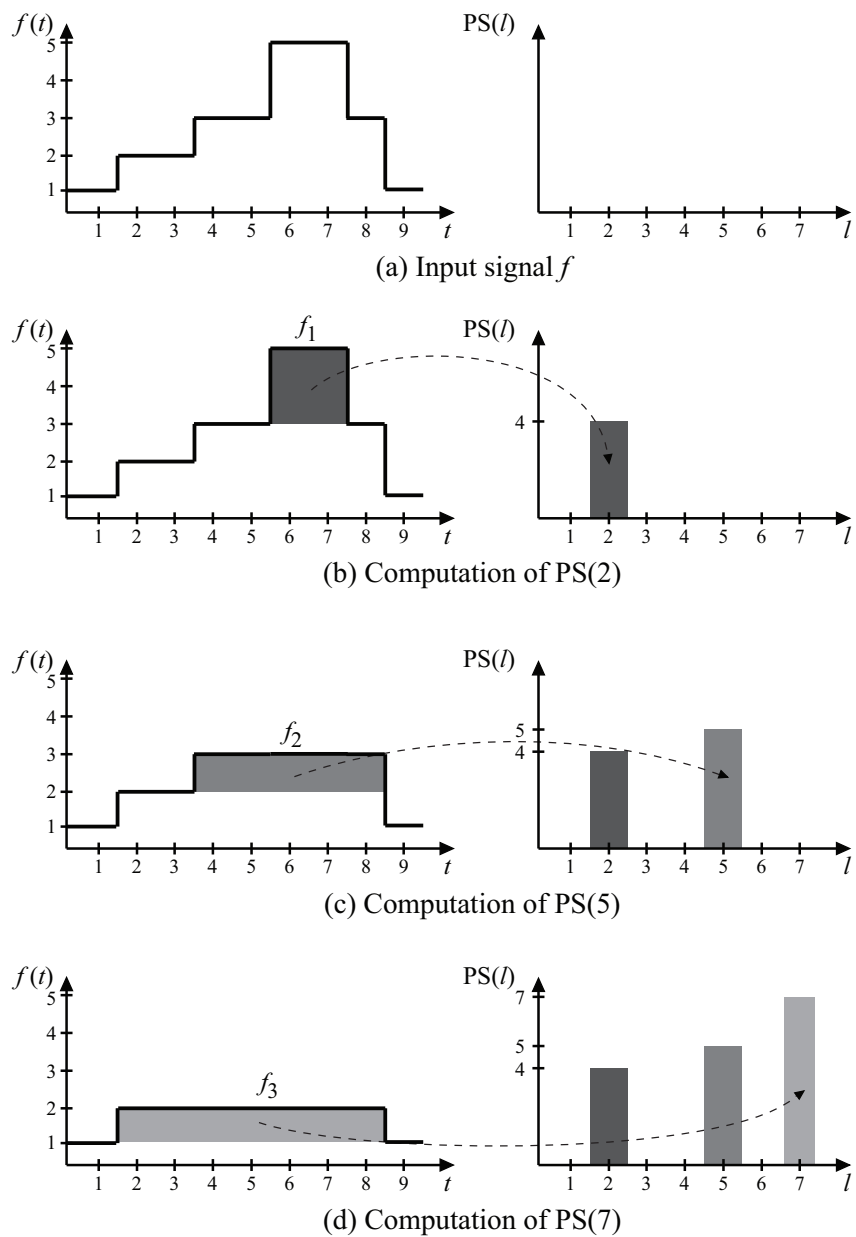 f(t) PS(l)
5
4
3
2
1
1 2 3 4 5 6 7 8 9 t 1 2 3 4 5 6 7 l
(a) Input signal f
f(t) f1 PS(l)
5
4 4
3
2
1
1 2 3 4 5 6 7 8 9 t 1 2 3 4 5 6 7 l
(b) Computation of PS(2)
f(t) PS(l)
5
4
3 f2 5
2 4
1
1 2 3 4 5 6 7 8 9 t 1 2 3 4 5 6 7 l
(c) Computation of PS(5)
f(t) PS(l)
5 7
4
3 5
2 f3 4
1
1 2 3 4 5 6 7 8 9 t 1 2 3 4 5 6 7 l
(d) Computation of PS(7)